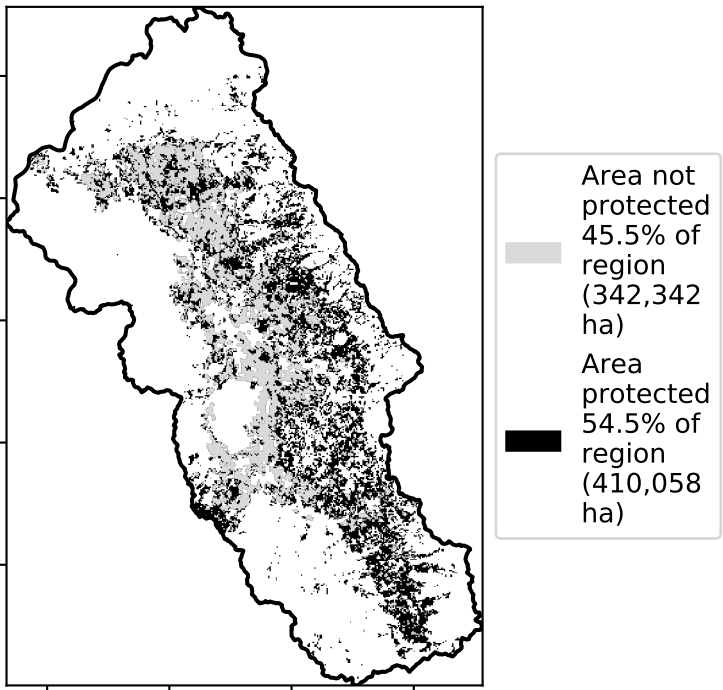 Area not
protected
45.5% of
region
(342,342
ha)
Area
protected
54.5% of
region
(410,058
ha)